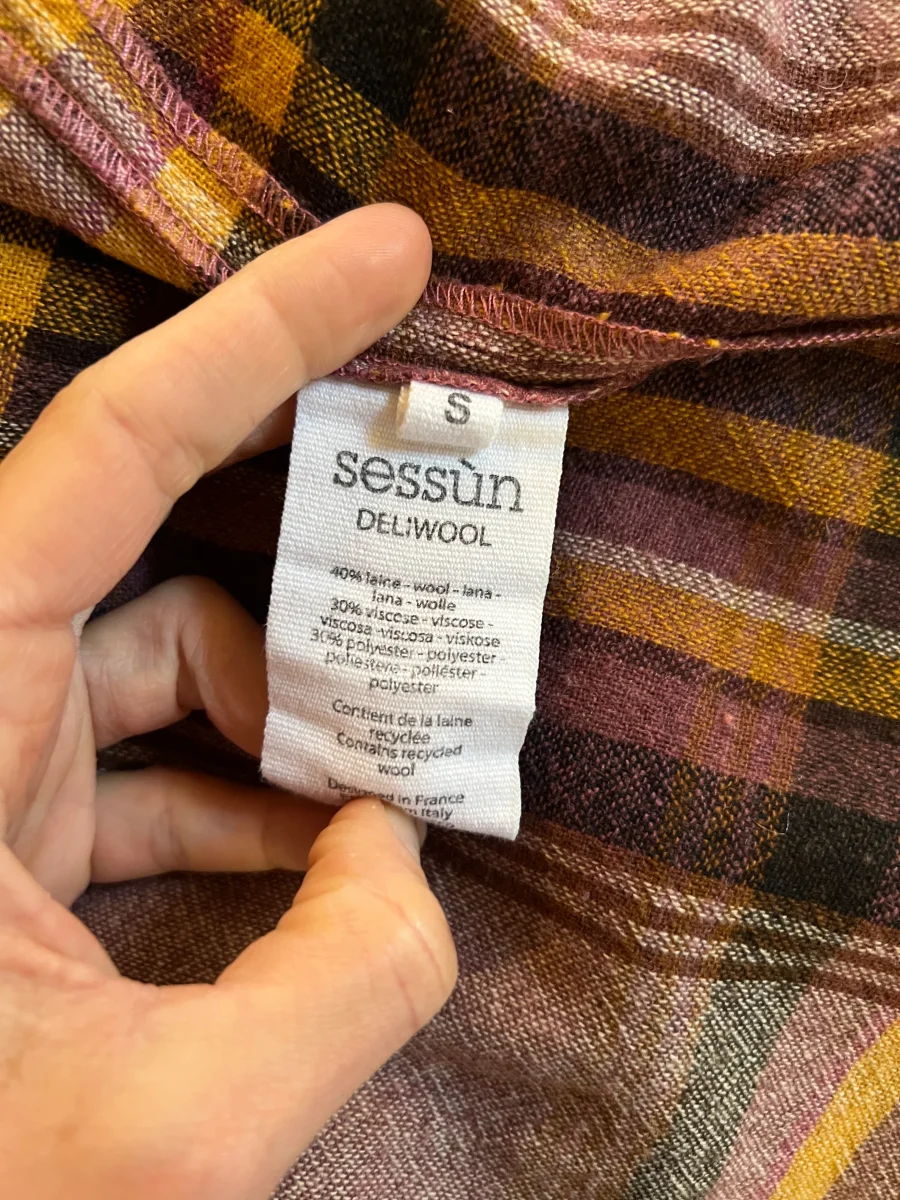 S
sessùn
DELIWOOL
40% laine - wool - lana -
lana - wolle
30% viscose - viscose -
viscosa - viscosa - viskose
30% polyester - polyester -
poliestere - poliéster -
polyester
Contient de la laine
recyclée
Contains recycled
wool
Designed in France
Italy